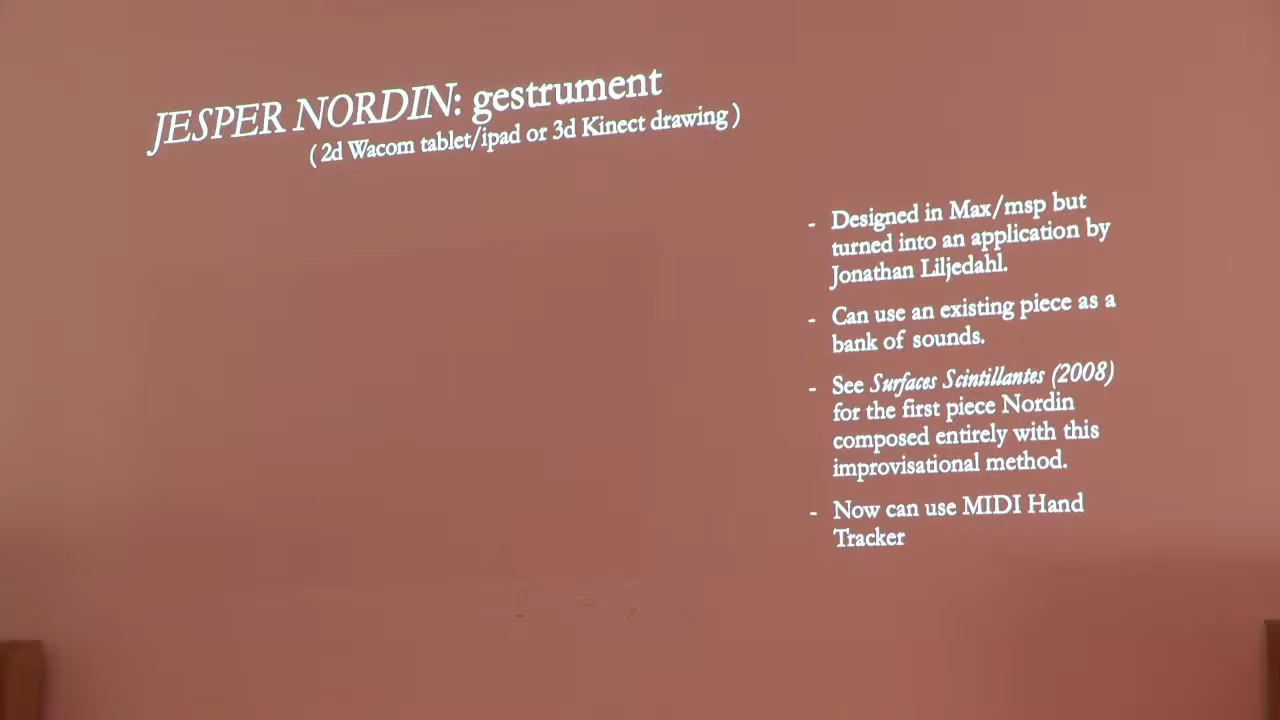 JESPER NORDIN: gestrument
( 2d Wacom tablet/ipad or 3d Kinect drawing )
- Designed in Max/msp but
turned into an application by
Jonathan Liljedahl.
- Can use an existing piece as a
bank of sounds.
- See Surfaces Scintillantes (2008)
for the first piece Nordin
composed entirely with this
improvisational method.
- Now can use MIDI Hand
Tracker